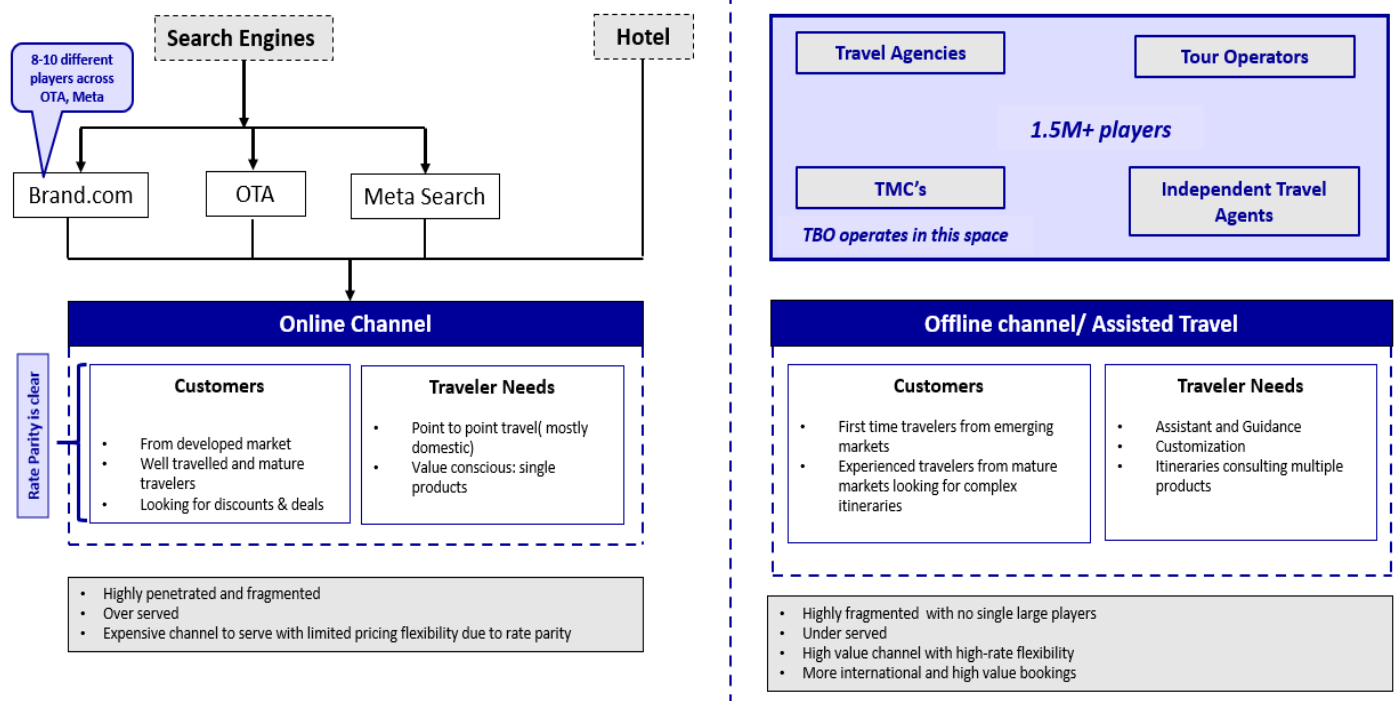 Search Engines
Hotel
8-10 different
players across
OTA, Meta
Brand.com
OTA
Meta Search
Online Channel
Rate Parity is clear
Customers
• From developed market
• Well travelled and mature
travelers
• Looking for discounts & deals
Traveler Needs
• Point to point travel( mostly
domestic)
• Value conscious: single
products
• Highly penetrated and fragmented
• Over served
• Expensive channel to serve with limited pricing flexibility due to rate parity
Travel Agencies
Tour Operators
1.5M+ players
TMC's
Independent Travel
Agents
TBO operates in this space
Offline channel/ Assisted Travel
Customers
• First time travelers from emerging
markets
• Experienced travelers from mature
markets looking for complex
itineraries
Traveler Needs
• Assistant and Guidance
• Customization
• Itineraries consulting multiple
products
• Highly fragmented with no single large players
• Under served
• High value channel with high-rate flexibility
• More international and high value bookings